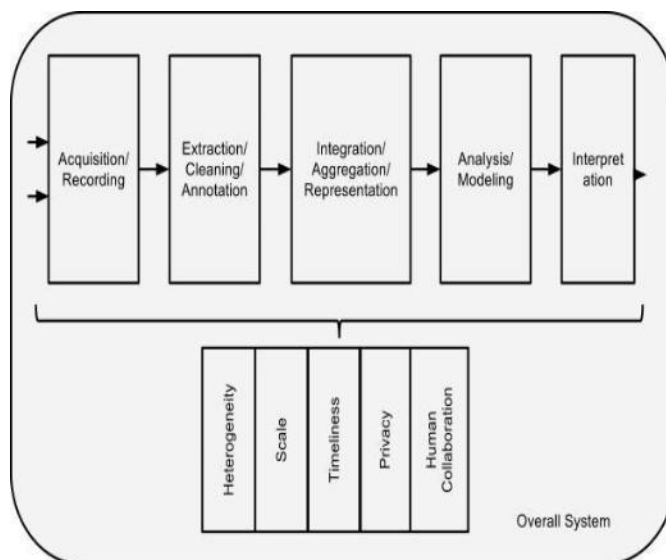 Acquisition/
Recording
Extraction/
Cleaning/
Annotation
Integration/
Aggregation/
Representation
Analysis/
Modeling
Interpret
ation
Heterogeneity
Scale
Timeliness
Privacy
Human
Collaboration
Overall System